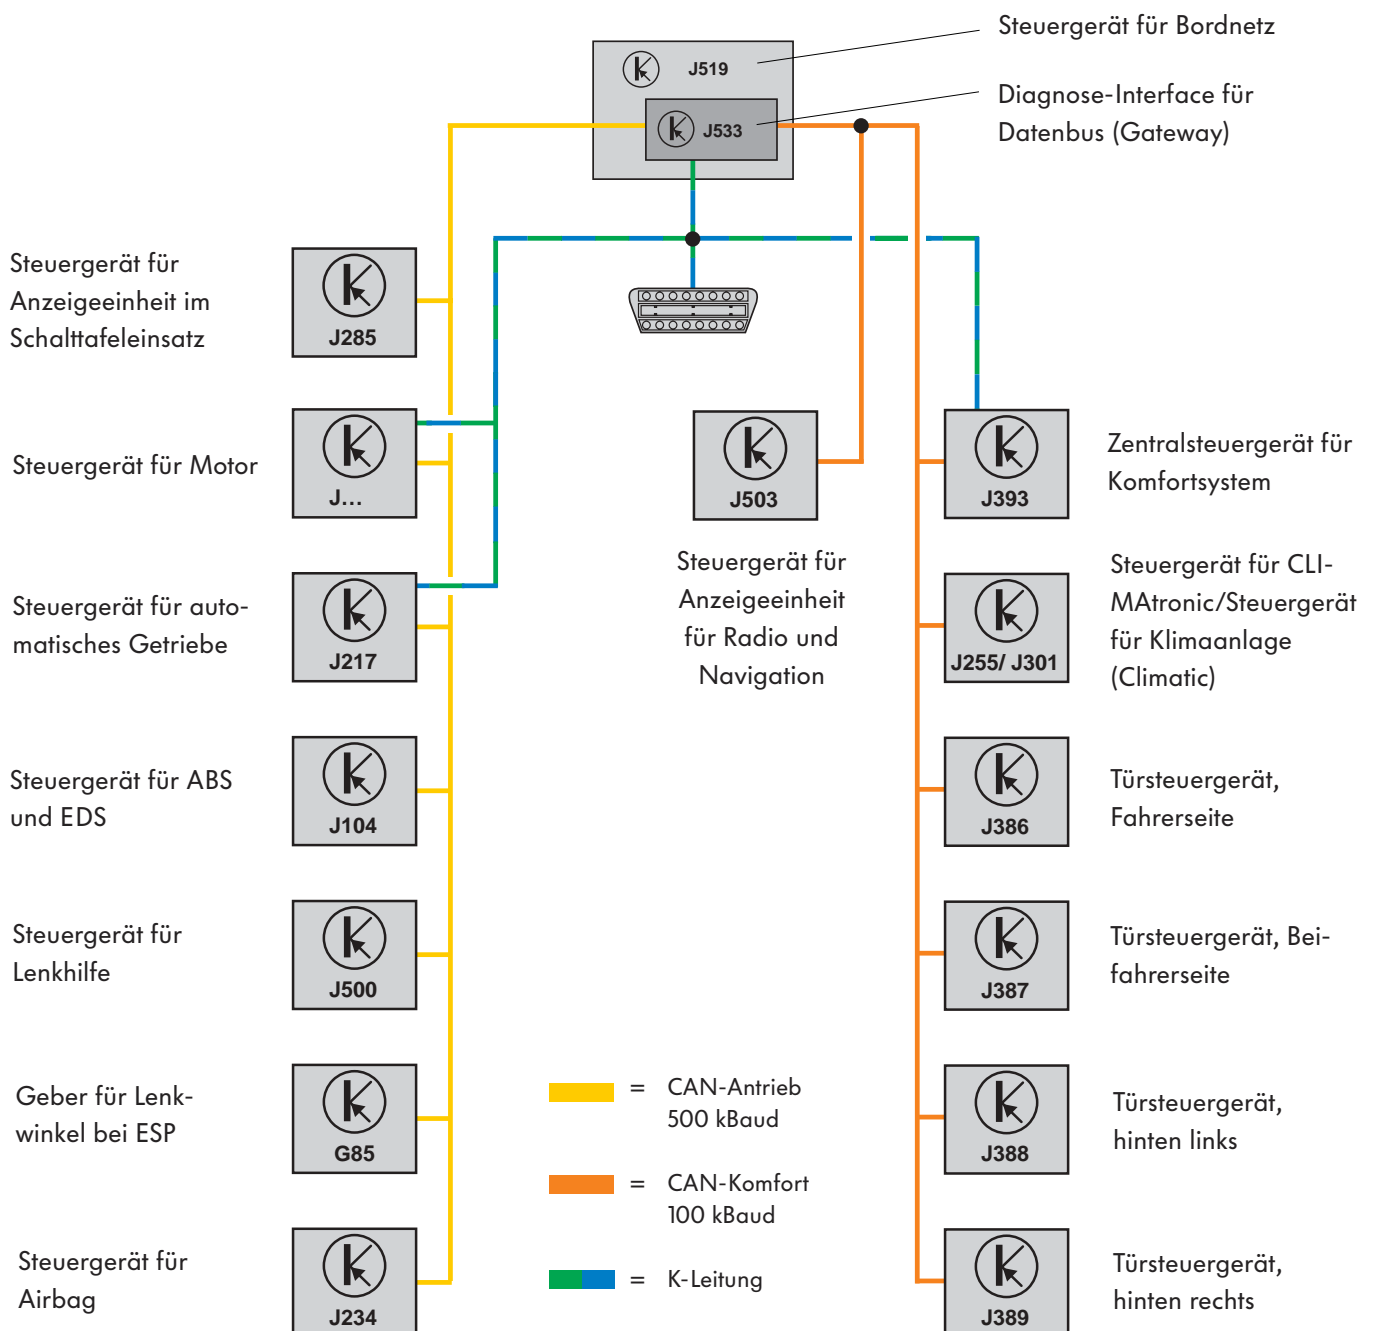 Steuergerät für Bordnetz
J519
Diagnose-Interface für
Datenbus (Gateway)
J533
Steuergerät für
Anzeigeeinheit im
Schalttafeleinsatz
J285
Steuergerät für Motor
J...
Steuergerät für auto-
matisches Getriebe
J217
Steuergerät für ABS
und EDS
J104
Steuergerät für
Lenkhilfe
J500
Geber für Lenk-
winkel bei ESP
G85
Steuergerät für
Airbag
J234
J503
Steuergerät für
Anzeigeeinheit
für Radio und
Navigation
J393
Zentralsteuergerät für
Komfortsystem
J255/ J301
Steuergerät für CLI-
MAtronic/Steuergerät
für Klimaanlage
(Climatic)
J386
Türsteuergerät,
Fahrerseite
J387
Türsteuergerät, Bei-
fahrerseite
J388
Türsteuergerät,
hinten links
J389
Türsteuergerät,
hinten rechts
= CAN-Antrieb
500 kBaud
= CAN-Komfort
100 kBaud
= K-Leitung